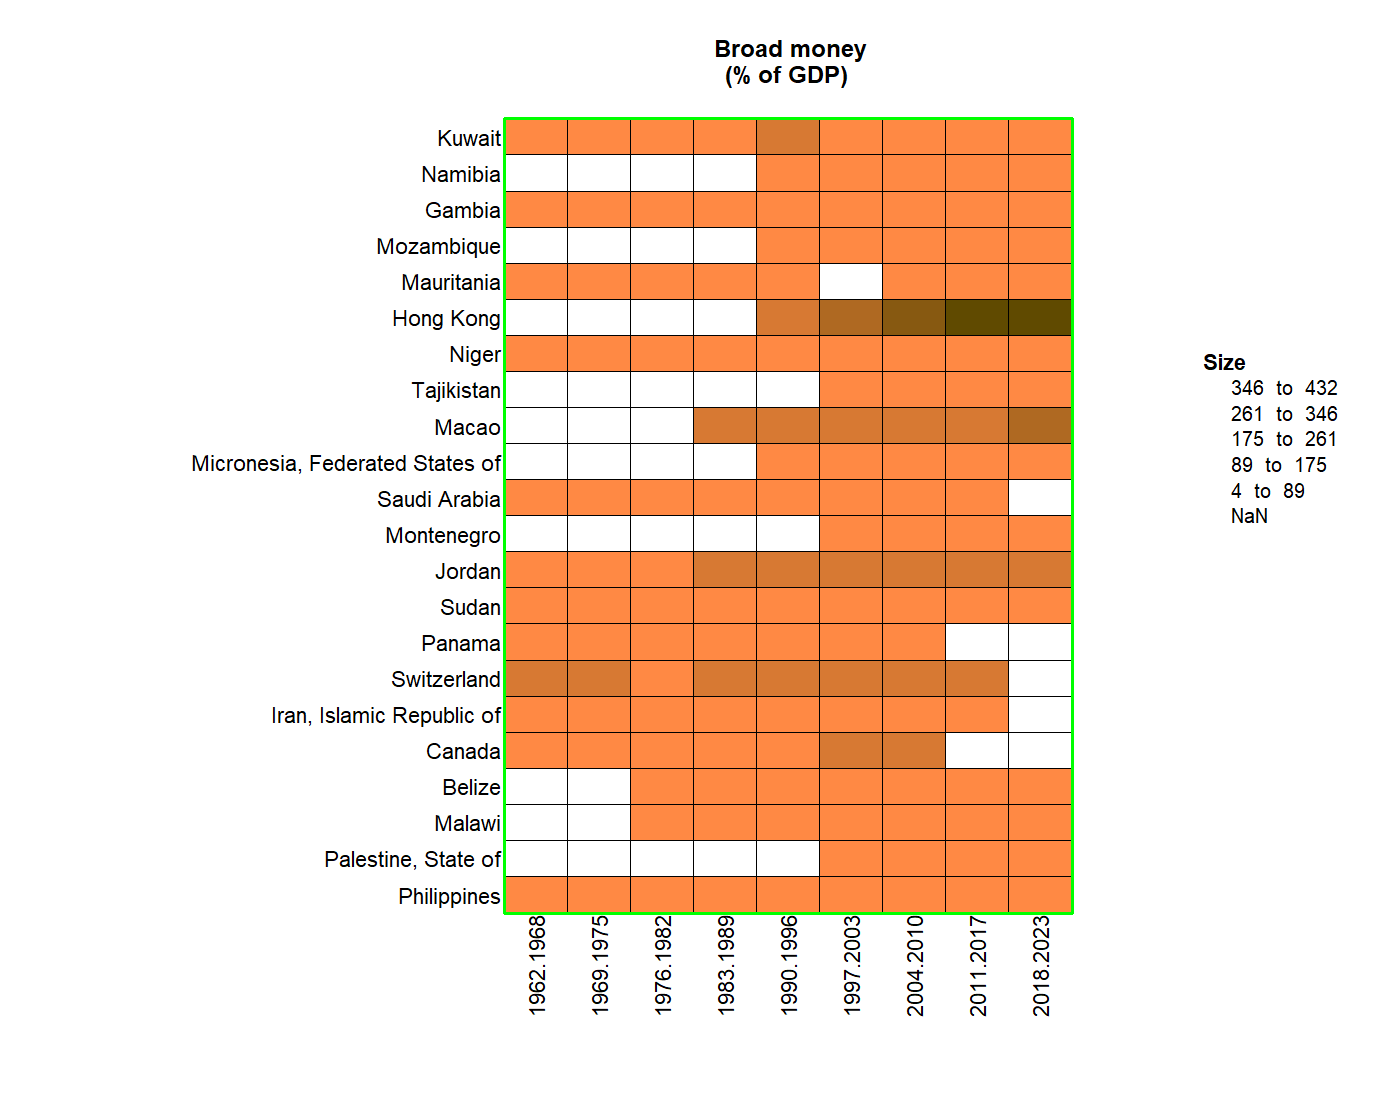 Broad money
(% of GDP)
Kuwait
Namibia
Gambia
Mozambique
Mauritania
Hong Kong
Niger
Tajikistan
Macao
Micronesia, Federated States of
Saudi Arabia
Montenegro
Jordan
Sudan
Panama
Switzerland
Iran, Islamic Republic of
Canada
Belize
Malawi
Palestine, State of
Philippines
1962.1968
1969.1975
1976.1982
1983.1989
1990.1996
1997.2003
2004.2010
2011.2017
2018.2023
Size
346 to 432
261 to 346
175 to 261
89 to 175
4 to 89
NaN